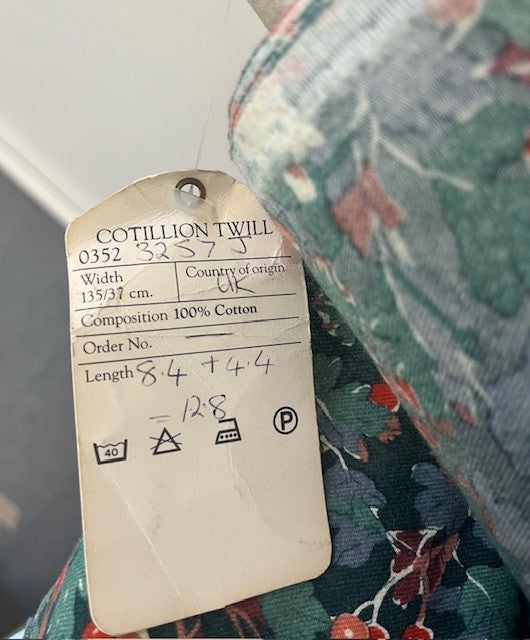 COTILLION TWILL
0352 3257 J
Width
135/37 cm.
Country of origin
UK
Composition 100% Cotton
Order No. —
Length 8.4 + 4.4
= 12.8
40
P